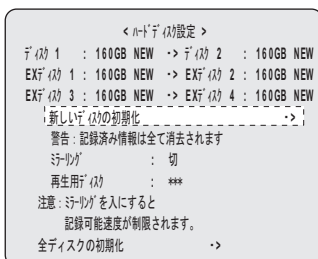 < ﾊｰﾄﾞﾃﾞｨｽｸ設定 >
ﾃﾞｨｽｸ 1 : 160GB NEW ･> ﾃﾞｨｽｸ 2 : 160GB NEW
EXﾃﾞｨｽｸ 1 : 160GB NEW ･> EXﾃﾞｨｽｸ 2 : 160GB NEW
EXﾃﾞｨｽｸ 3 : 160GB NEW ･> EXﾃﾞｨｽｸ 4 : 160GB NEW
新しいﾃﾞｨｽｸの初期化 ･>
警告：記録済み情報は全て消去されます
ﾐﾗｰﾘﾝｸﾞ : 切
再生用ﾃﾞｨｽｸ : ***
注意：ﾐﾗｰﾘﾝｸﾞを入にすると
記録可能速度が制限されます。
全ディスクの初期化 ･>